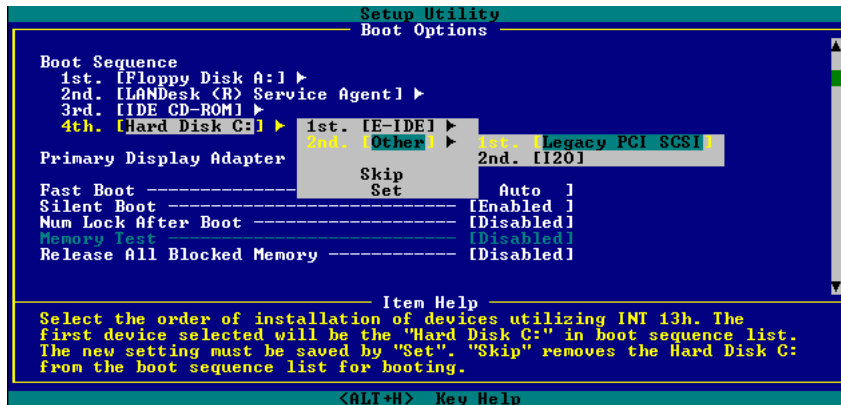 Setup Utility
Boot Options
Boot Sequence
1st. [Floppy Disk A:]
2nd. [LANDesk (R) Service Agent]
3rd. [IDE CD-ROM]
4th. [Hard Disk C:] 1st. [E-IDE]
2nd. [Other] 1st. [Legacy PCI SCSI]
Primary Display Adapter 2nd. [I2O]
Skip
Fast Boot Set Auto ]
Silent Boot [Enabled ]
Num Lock After Boot [Disabled]
Memory Test [Disabled]
Release All Blocked Memory [Disabled]
Item Help
Select the order of installation of devices utilizing INT 13h. The
first device selected will be the "Hard Disk C:" in boot sequence list.
The new setting must be saved by "Set". "Skip" removes the Hard Disk C:
from the boot sequence list for booting.
<ALT+H> Key Help